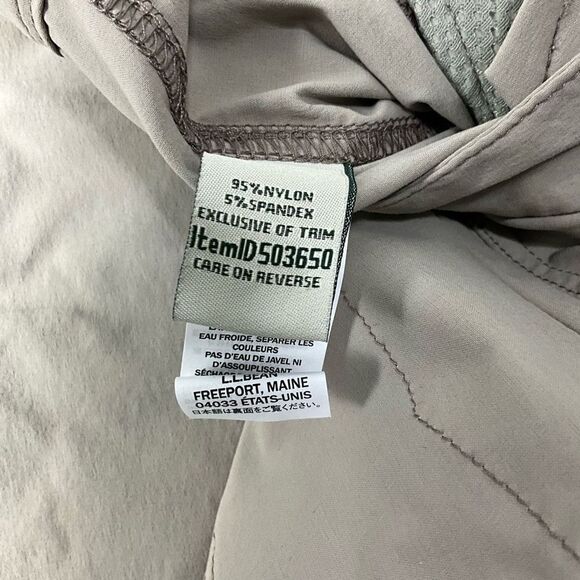 95%NYLON
5%SPANDEX
EXCLUSIVE OF TRIM
ItemID503650
CARE ON REVERSE
EAU FROIDE, SÉPARER LES
COULEURS
PAS D'EAU DE JAVEL NI
D'ASSOUPLISSANT
L.L.BEAN
FREEPORT, MAINE
04033 ÉTATS-UNIS
日本語は裏面をご覧ください。